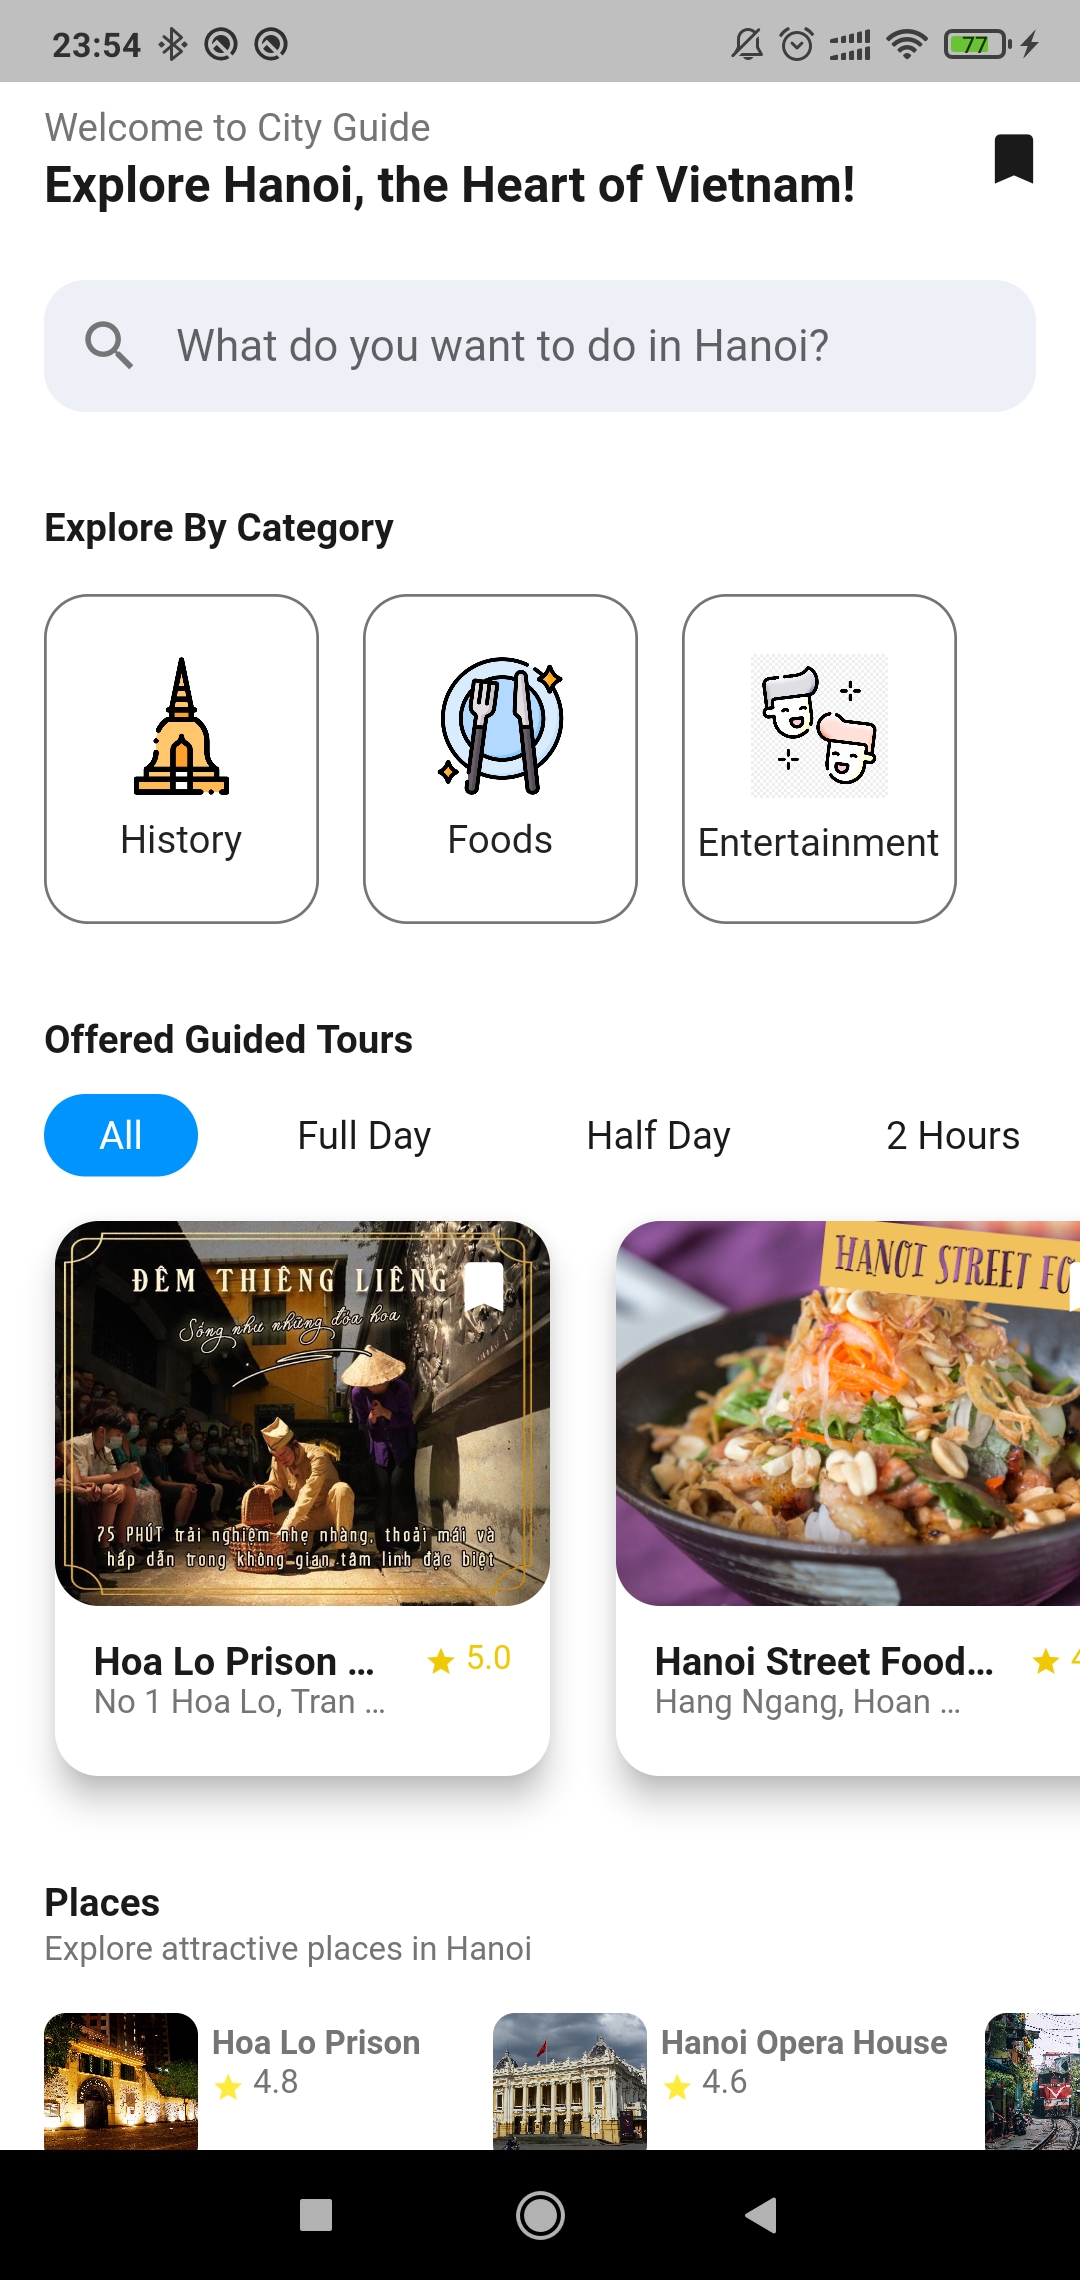 23:54
77
Welcome to City Guide
Explore Hanoi, the Heart of Vietnam!
What do you want to do in Hanoi?
Explore By Category
History
Foods
Entertainment
Offered Guided Tours
All
Full Day
Half Day
2 Hours
ĐÊM THIÊNG LIÊNG
Sống như những đóa hoa
75 PHÚT trải nghiệm nhẹ nhàng, thoải mái và
hấp dẫn trong không gian tâm linh đặc biệt
HANOI STREET FO
Hoa Lo Prison ...
5.0
No 1 Hoa Lo, Tran ...
Hanoi Street Food...
4
Hang Ngang, Hoan ...
Places
Explore attractive places in Hanoi
Hoa Lo Prison
4.8
Hanoi Opera House
4.6